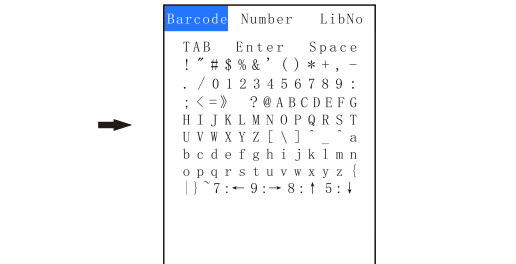 Barcode Number LibNo
TAB Enter Space
! ″ # $ % & ' ( ) * + , -
. / 0 1 2 3 4 5 6 7 8 9 :
; < = 》 ? @ A B C D E F G
H I J K L M N O P Q R S T
U V W X Y Z [ \ ] ^ _ ^ a
b c d e f g h i j k l m n
o p q r s t u v w x y z {
| } ~ 7 : ← 9 : → 8 : ↑ 5 : ↓